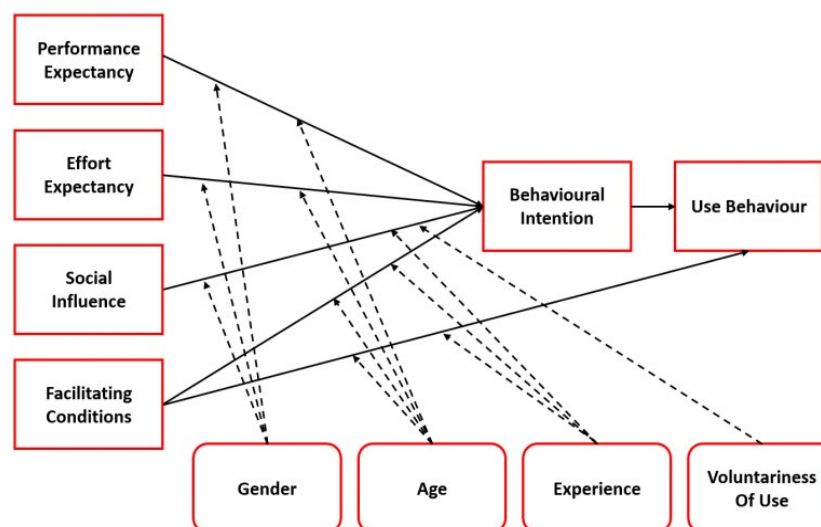 Performance
Expectancy
Effort
Expectancy
Behavioural
Intention
Use Behaviour
Social
Influence
Facilitating
Conditions
Gender
Age
Experience
Voluntariness
Of Use